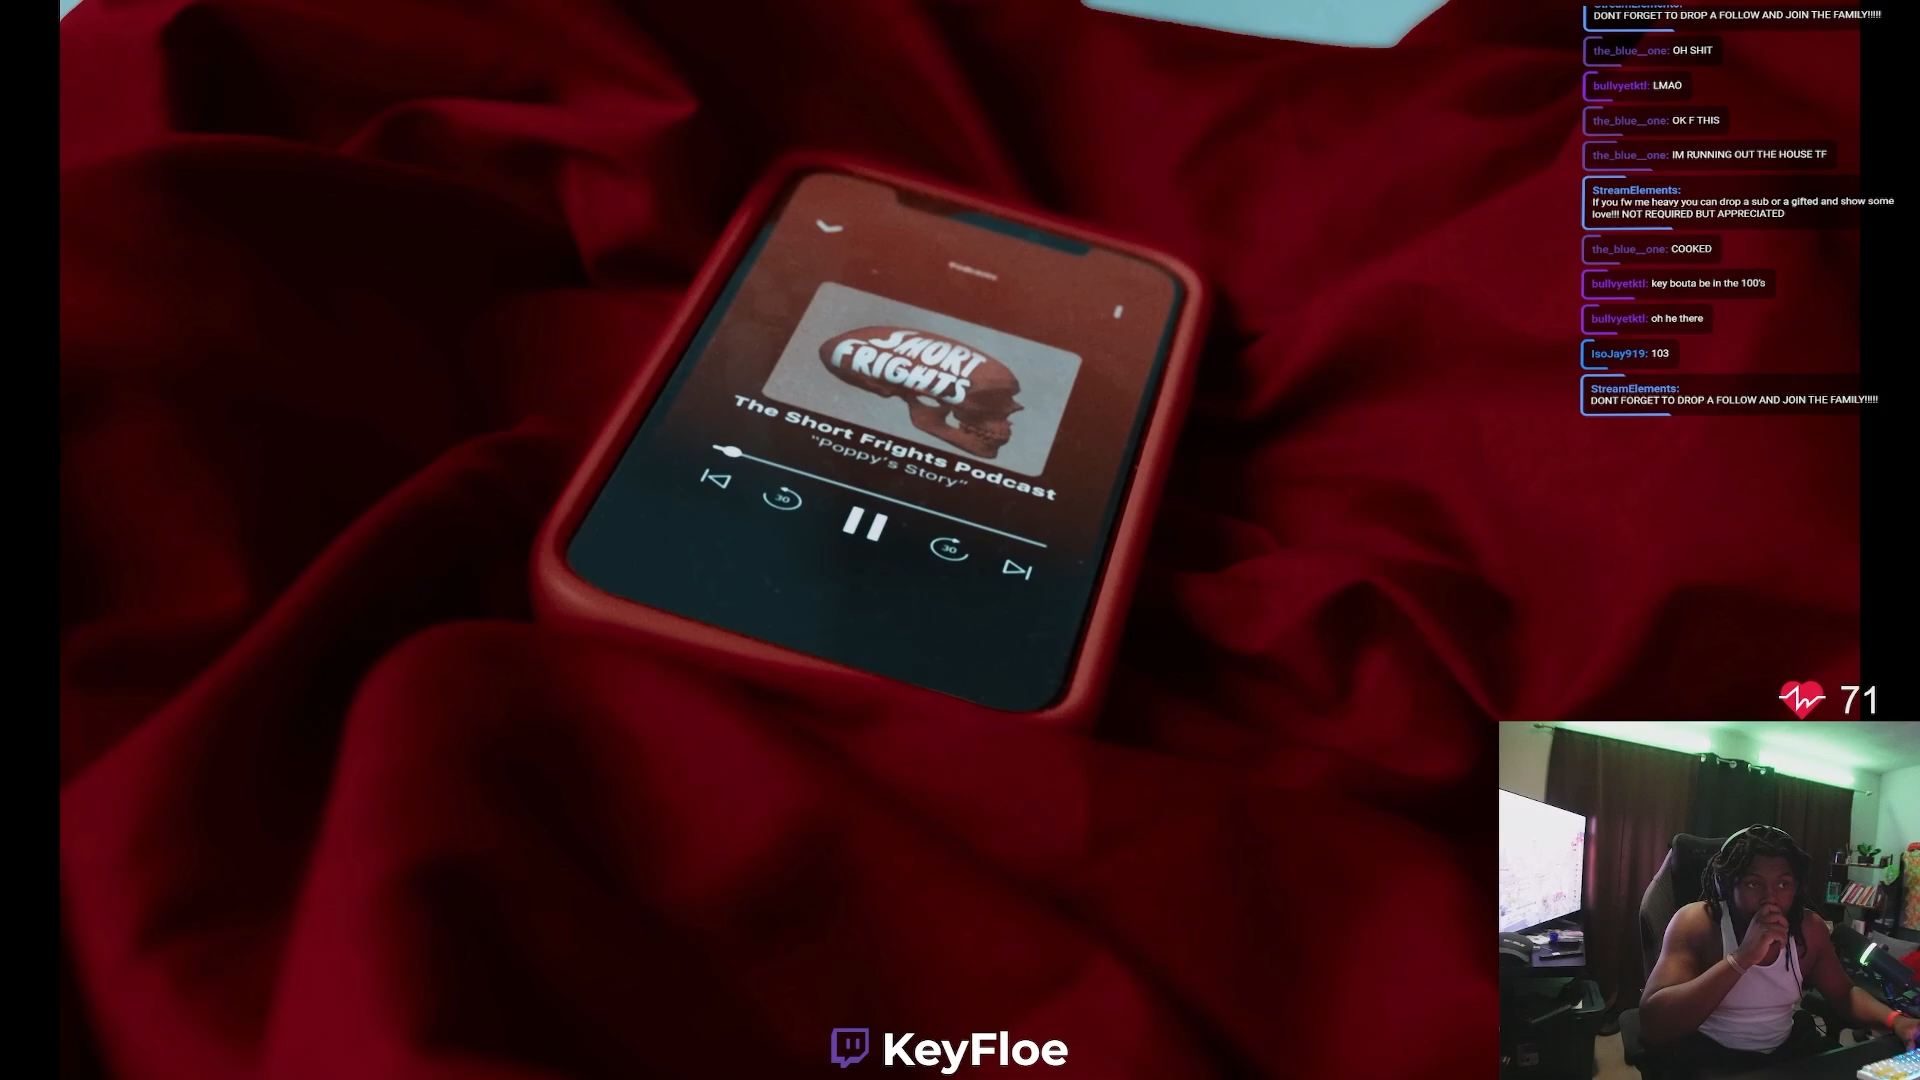 DONT FORGET TO DROP A FOLLOW AND JOIN THE FAMILY!!!!!
the_blue__one: OH SHIT
bullvyetktl: LMAO
the_blue__one: OK F THIS
the_blue__one: IM RUNNING OUT THE HOUSE TF
StreamElements:
If you fw me heavy you can drop a sub or a gifted and show some
love!!! NOT REQUIRED BUT APPRECIATED
the_blue__one: COOKED
bullvyetktl: key bouta be in the 100's
bullvyetktl: oh he there
IsoJay919: 103
StreamElements:
DONT FORGET TO DROP A FOLLOW AND JOIN THE FAMILY!!!!!
SHORT
FRIGHTS
The Short Frights Podcast
"Poppy's Story"
30
30
71
KeyFloe